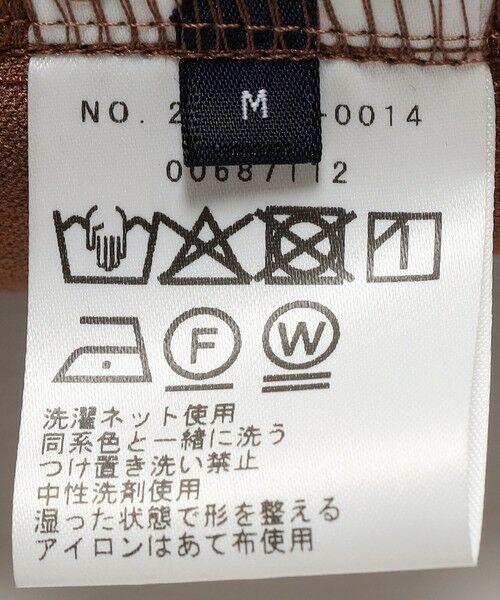 M
NO. 2 -0014
00687112
F W
洗濯ネット使用
同系色と一緒に洗う
つけ置き洗い禁止
中性洗剤使用
湿った状態で形を整える
アイロンはあて布使用